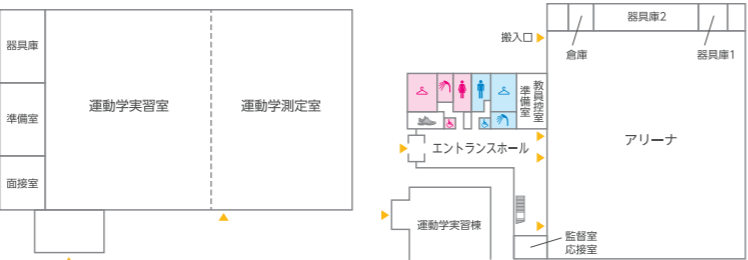 器具庫
準備室
面接室
運動学実習室
運動学測定室
搬入口
倉庫
器具庫2
器具庫1
準備室
教員控室
エントランスホール
アリーナ
運動学実習棟
監督室
応接室